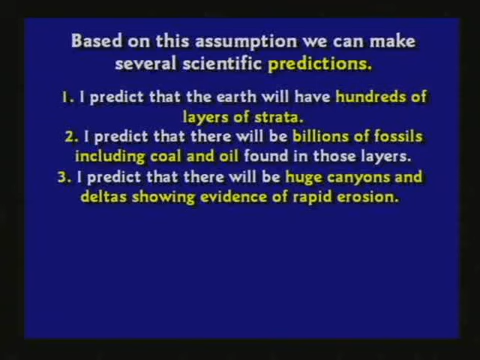 Based on this assumption we can make
several scientific predictions.
1. I predict that the earth will have hundreds of
layers of strata.
2. I predict that there will be billions of fossils
including coal and oil found in those layers.
3. I predict that there will be huge canyons and
deltas showing evidence of rapid erosion.